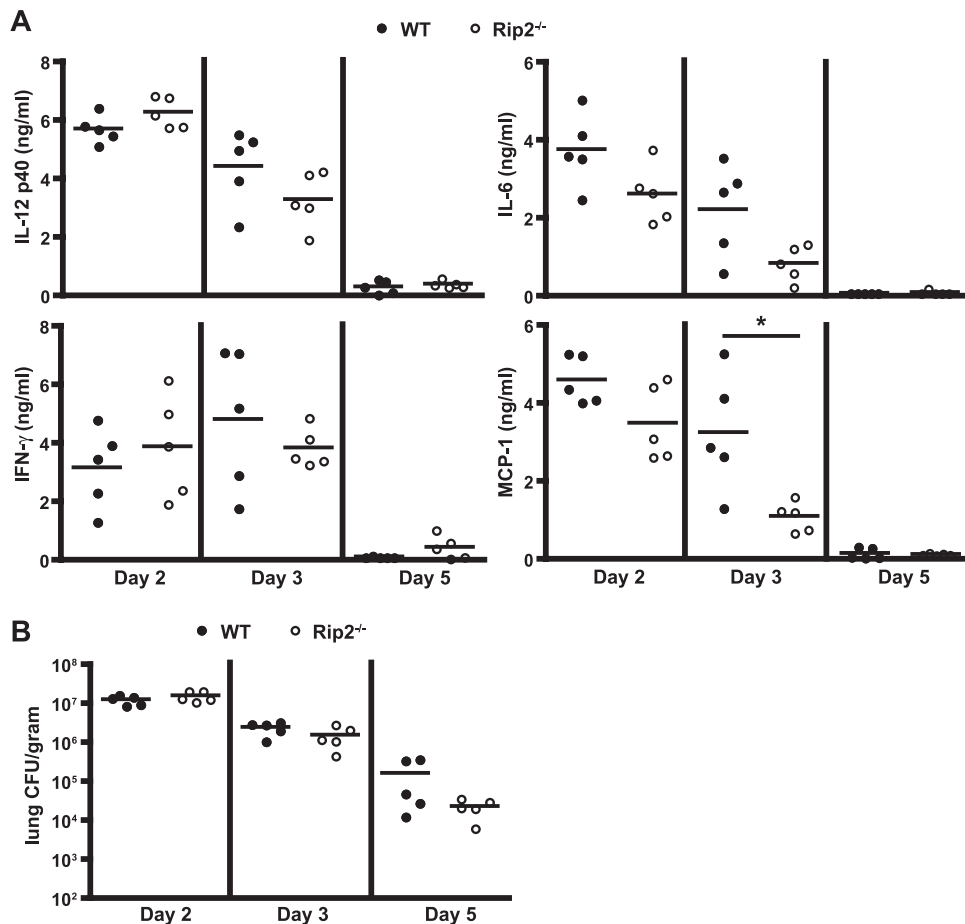 A
● WT ○ Rip2-/-
IL-12 p40 (ng/ml)
8
6
4
2
0
IL-6 (ng/ml)
6
4
2
0
IFN-γ (ng/ml)
8
6
4
2
0
Day 2 Day 3 Day 5
MCP-1 (ng/ml)
6
4
2
0
*
Day 2 Day 3 Day 5
B
● WT ○ Rip2-/-
lung CFU/gram
10⁸
10⁷
10⁶
10⁵
10⁴
10³
10²
Day 2 Day 3 Day 5